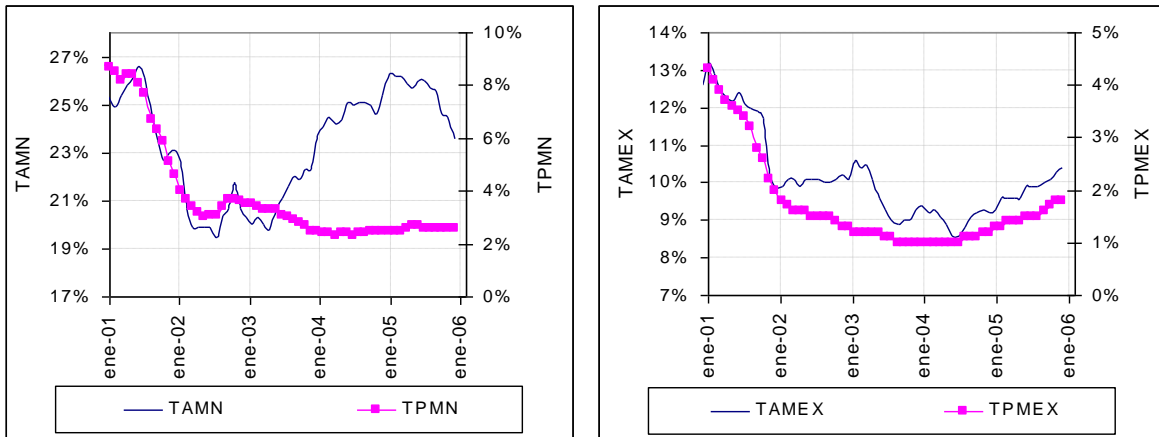 27%
25%
23%
21%
19%
17%
TAMN
10%
8%
6%
4%
2%
0%
TPMN
ene-01
ene-02
ene-03
ene-04
ene-05
ene-06
TAMN
TPMN
14%
13%
12%
11%
10%
9%
8%
7%
TAMEX
5%
4%
3%
2%
1%
0%
TPMEX
ene-01
ene-02
ene-03
ene-04
ene-05
ene-06
TAMEX
TPMEX